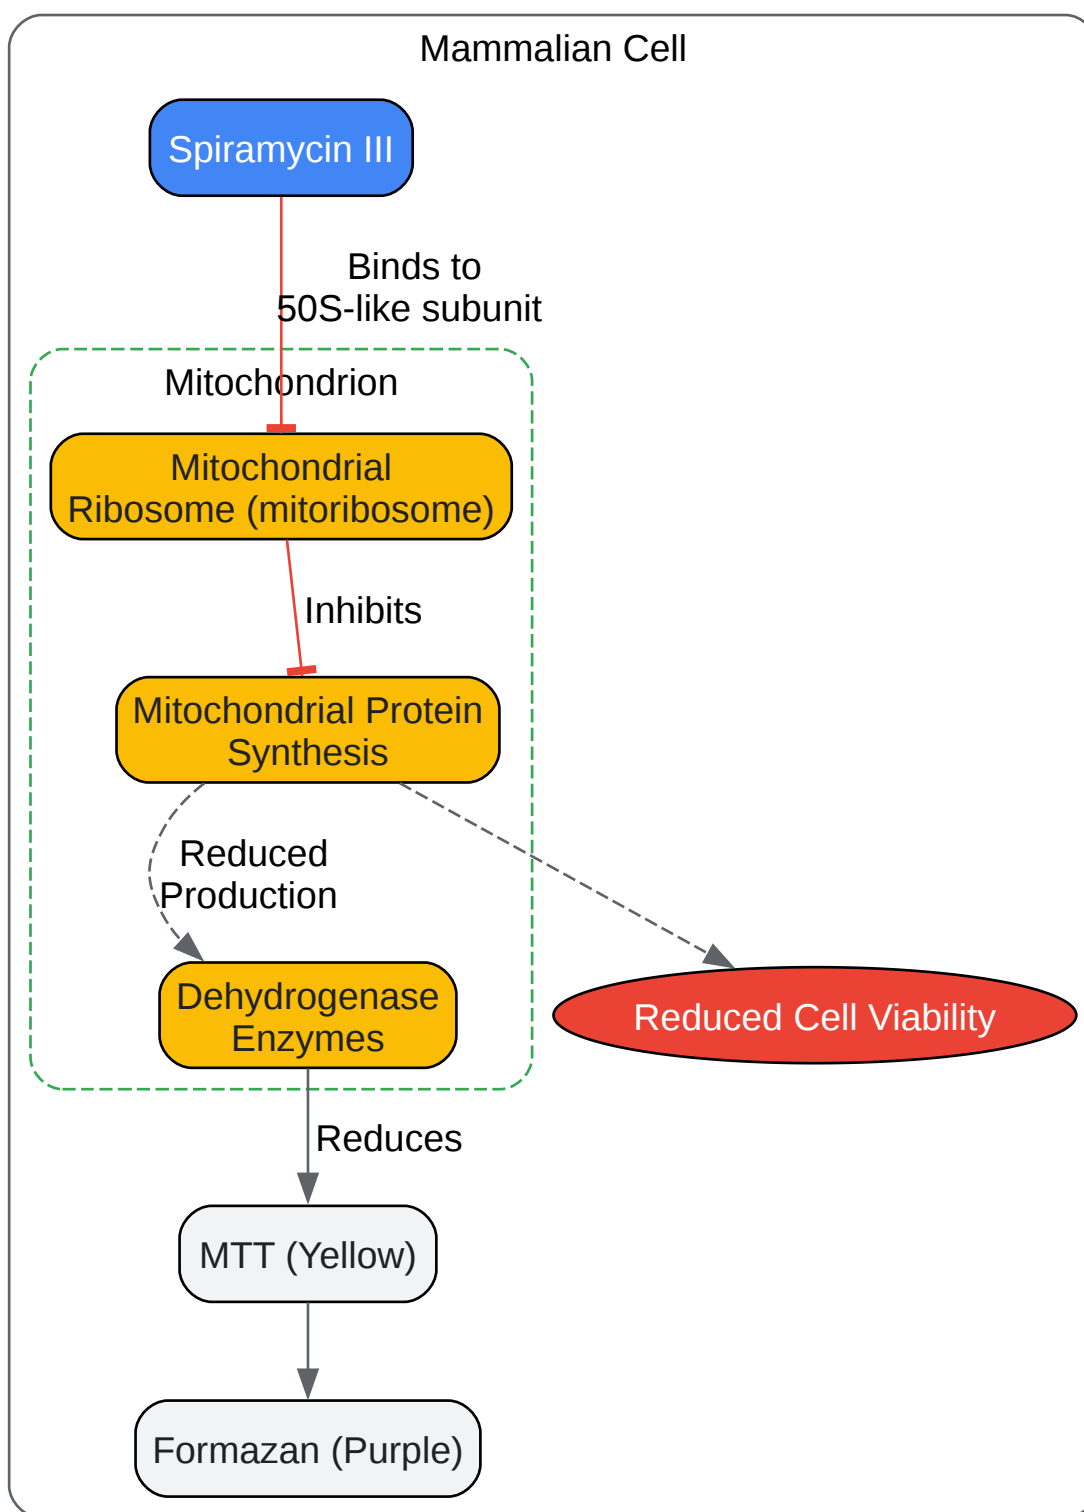 Mammalian Cell
Spiramycin III
Binds to
50S-like subunit
Mitochondrion
Mitochondrial
Ribosome (mitoribosome)
Inhibits
Mitochondrial Protein
Synthesis
Reduced
Production
Dehydrogenase
Enzymes
Reduced Cell Viability
Reduces
MTT (Yellow)
Formazan (Purple)